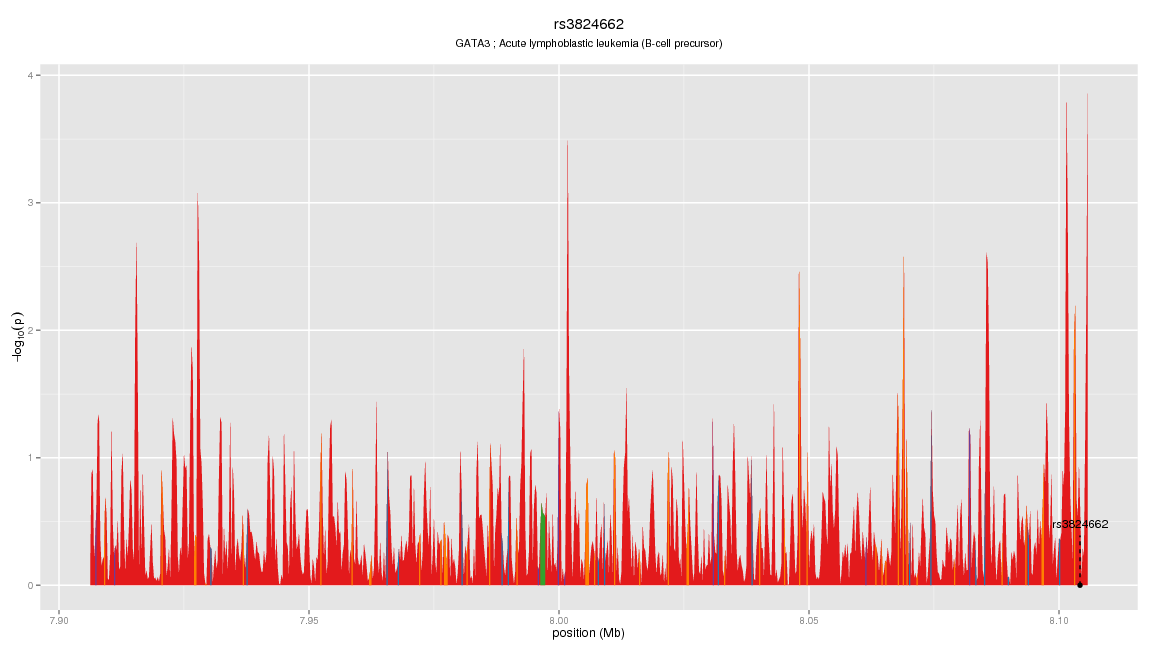 rs3824662
GATA3 ; Acute lymphoblastic leukemia (B-cell precursor)
4
3
2
1
0
−log10(p)
rs3824662
7.90 7.95 8.00 8.05 8.10
position (Mb)